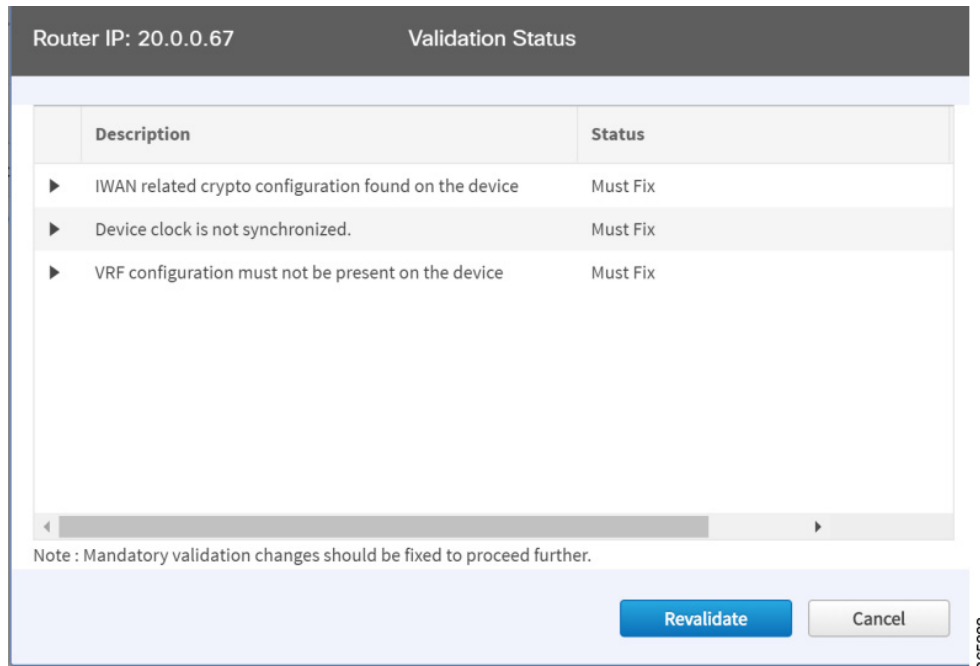 Router IP: 20.0.0.67 Validation Status
Description Status
IWAN related crypto configuration found on the device Must Fix
Device clock is not synchronized. Must Fix
VRF configuration must not be present on the device Must Fix
Note : Mandatory validation changes should be fixed to proceed further.
Revalidate Cancel